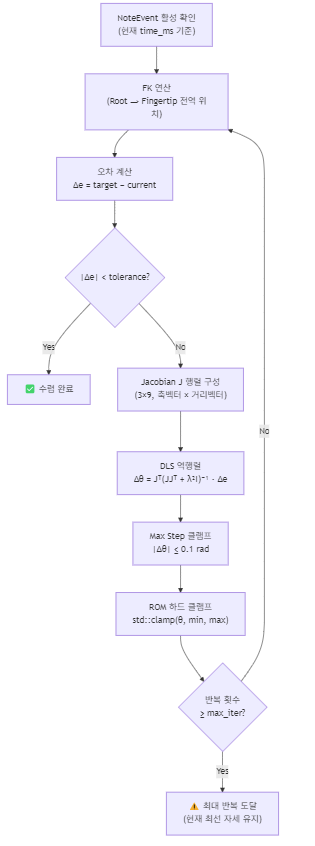 NoteEvent 활성 확인
(현재 time_ms 기준)
FK 연산
(Root → Fingertip 전역 위
치)
오차 계산
Δe = target − current
|Δe| < tolerance?
Yes
No
✅ 수렴 완료
Jacobian J 행렬 구성
(3×9, 축벡터 × 거리벡터)
DLS 역행렬
Δθ = Jᵀ(JJᵀ + λ²I)⁻¹ · Δe
Max Step 클램프
|Δθ| ≤ 0.1 rad
ROM 하드 클램프
std::clamp(θ, min, max)
No
반복 횟수
≥ max_iter?
Yes
⚠️ 최대 반복 도달
(현재 최선 자세 유지)